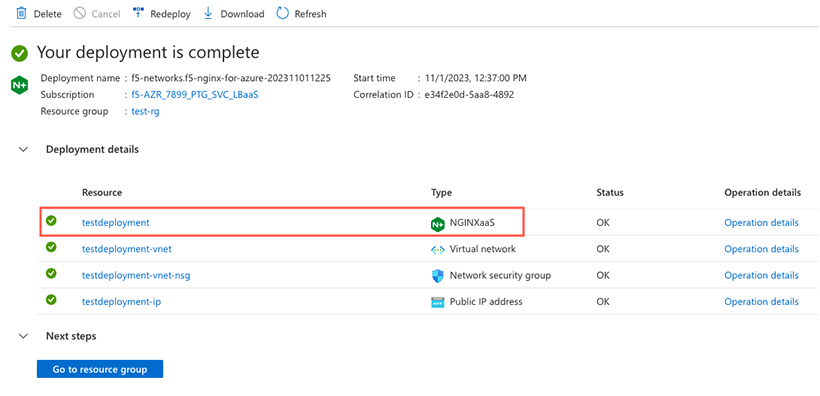 Delete Cancel Redeploy Download Refresh
Your deployment is complete
N+
Deployment name : f5-networks.f5-nginx-for-azure-202311011225 Start time : 11/1/2023, 12:37:00 PM
Subscription : f5-AZR_7899_PTG_SVC_LBaaS Correlation ID : e34f2e0d-5aa8-4892
Resource group : test-rg
Deployment details
Resource Type Status Operation details
testdeployment N+ NGINXaaS OK Operation details
testdeployment-vnet Virtual network OK Operation details
testdeployment-vnet-nsg Network security group OK Operation details
testdeployment-ip Public IP address OK Operation details
Next steps
Go to resource group